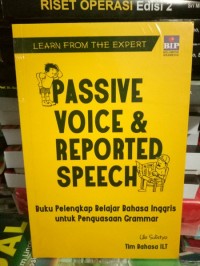 RISET OPERASI Edisi 2
LEARN FROM THE EXPERT
BIP
PASSIVE
VOICE &
REPORTED
SPEECH
Buku Pelengkap Belajar Bahasa Inggris
untuk Penguasaan Grammar
Tim Bahasa ILT